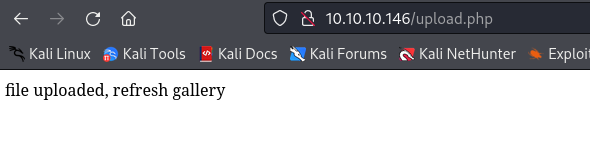 10.10.10.146/upload.php
Kali Linux Kali Tools Kali Docs Kali Forums Kali NetHunter Exploit
file uploaded, refresh gallery